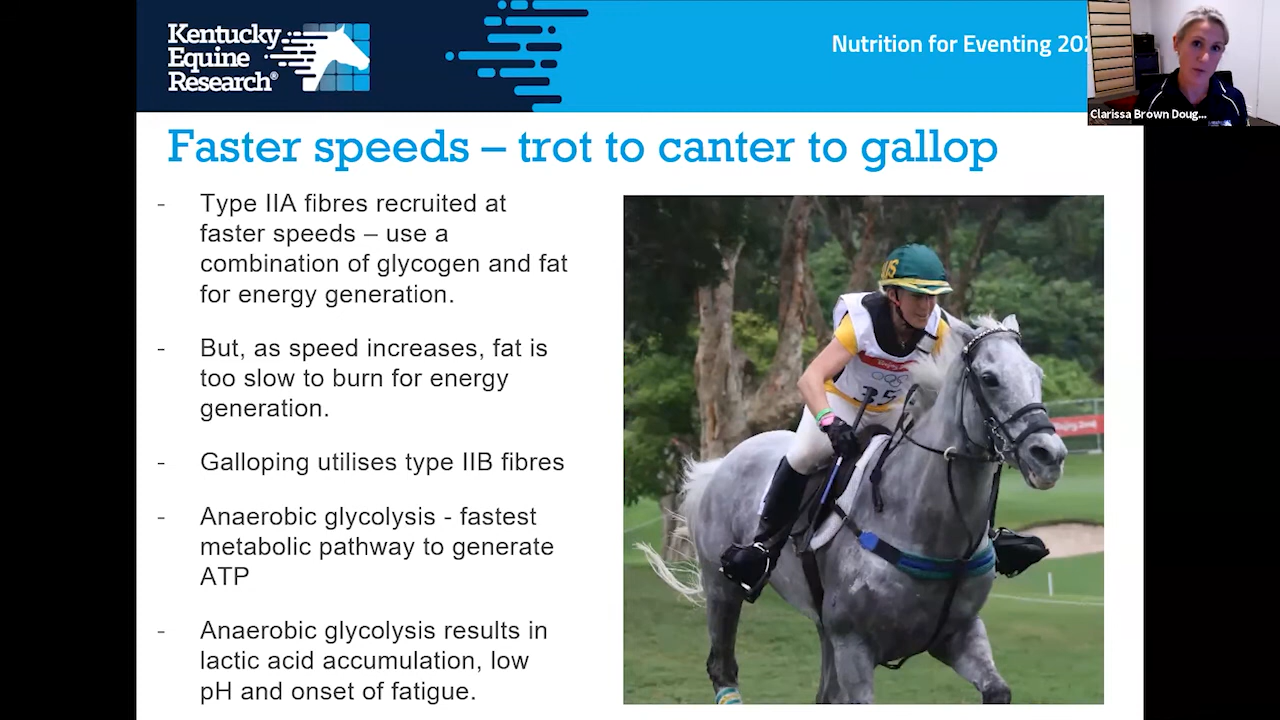 Kentucky
Equine
Research®
Nutrition for Eventing 202
Clarissa Brown Doug...
Faster speeds – trot to canter to gallop
- Type IIA fibres recruited at
faster speeds – use a
combination of glycogen and fat
for energy generation.
- But, as speed increases, fat is
too slow to burn for energy
generation.
- Galloping utilises type IIB fibres
- Anaerobic glycolysis - fastest
metabolic pathway to generate
ATP
- Anaerobic glycolysis results in
lactic acid accumulation, low
pH and onset of fatigue.
35